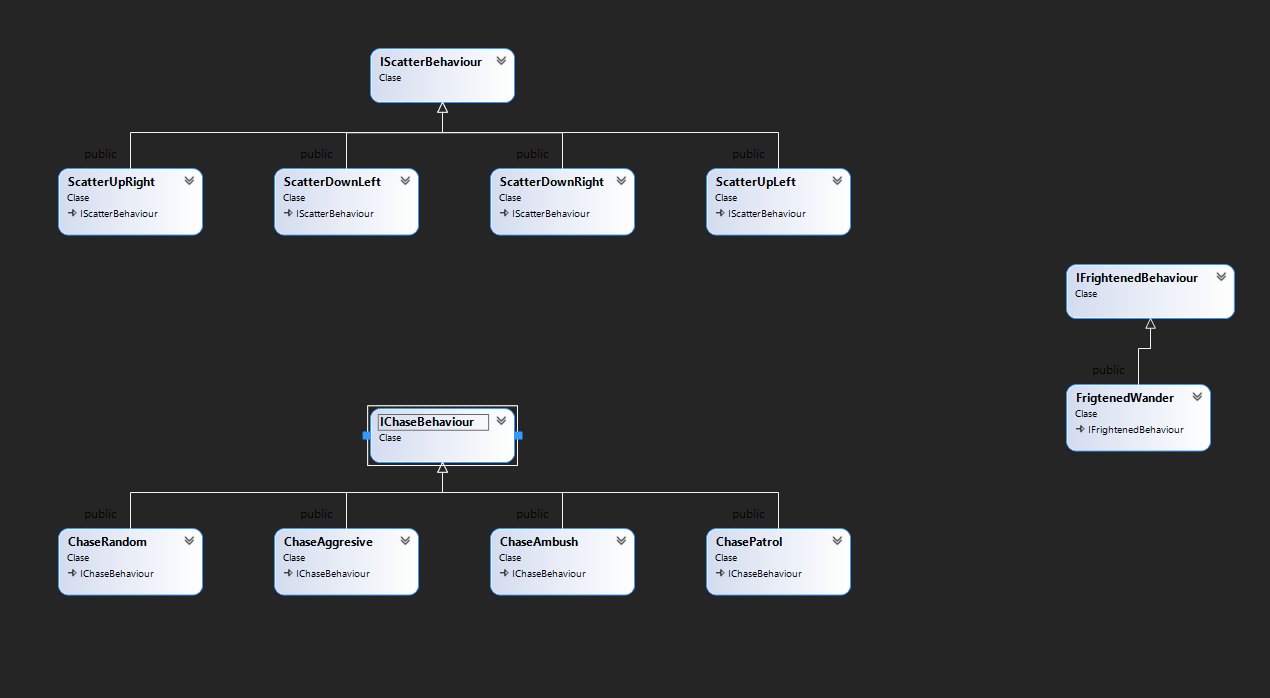 IScatterBehaviour
Clase
public
public
public
public
ScatterUpRight
Clase
IScatterBehaviour
ScatterDownLeft
Clase
IScatterBehaviour
ScatterDownRight
Clase
IScatterBehaviour
ScatterUpLeft
Clase
IScatterBehaviour
IFrightenedBehaviour
Clase
public
FrigtenedWander
Clase
IFrightenedBehaviour
IChaseBehaviour
Clase
public
public
public
public
ChaseRandom
Clase
IChaseBehaviour
ChaseAggresive
Clase
IChaseBehaviour
ChaseAmbush
Clase
IChaseBehaviour
ChasePatrol
Clase
IChaseBehaviour